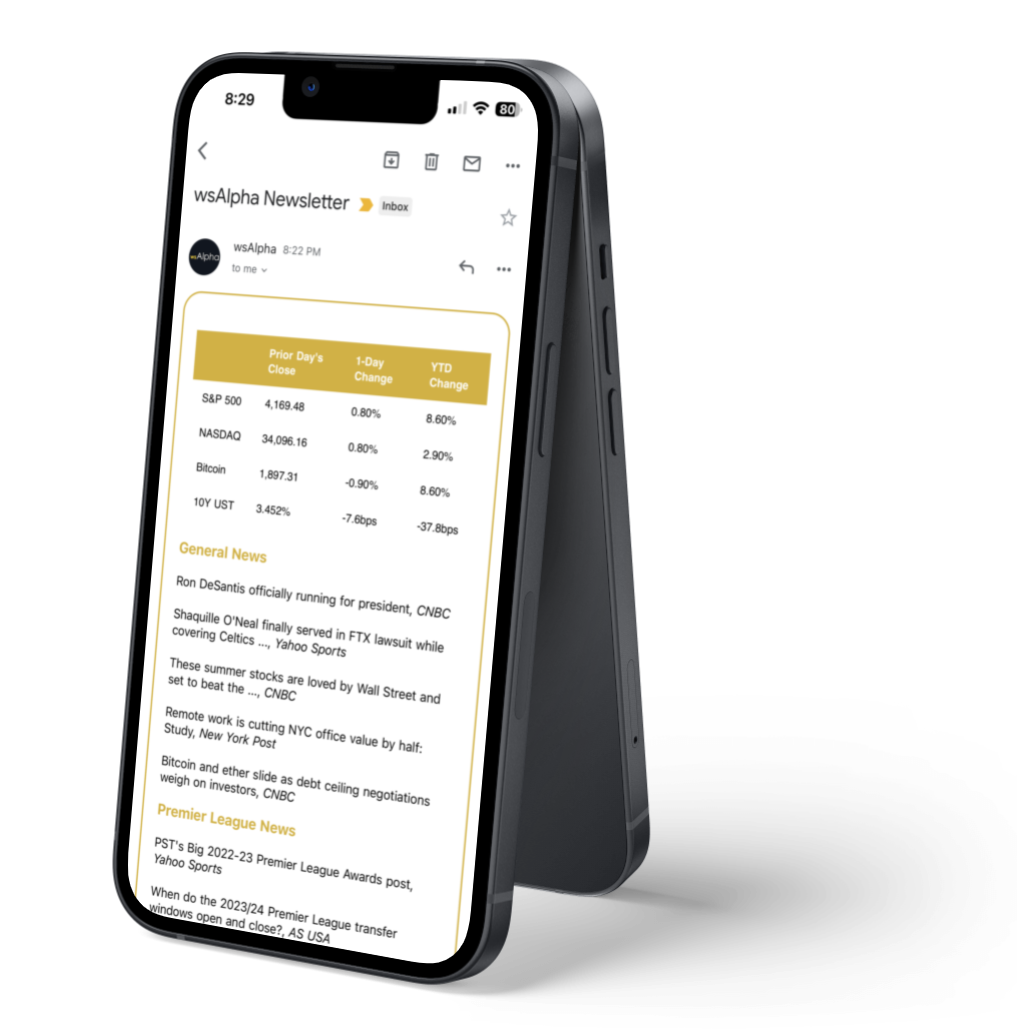 8:29
80
wsAlpha Newsletter Inbox
wsAlpha
wsAlpha 8:22 PM
to me
Prior Day's Close 1-Day Change YTD Change
S&P 500 4,169.48 0.80% 8.60%
NASDAQ 34,096.16 0.80% 2.90%
Bitcoin 1,897.31 -0.90% 8.60%
10Y UST 3.452% -7.6bps -37.8bps
General News
Ron DeSantis officially running for president, CNBC
Shaquille O'Neal finally served in FTX lawsuit while
covering Celtics ..., Yahoo Sports
These summer stocks are loved by Wall Street and
set to beat the ..., CNBC
Remote work is cutting NYC office value by half:
Study, New York Post
Bitcoin and ether slide as debt ceiling negotiations
weigh on investors, CNBC
Premier League News
PST's Big 2022-23 Premier League Awards post,
Yahoo Sports
When do the 2023/24 Premier League transfer
windows open and close?, AS USA